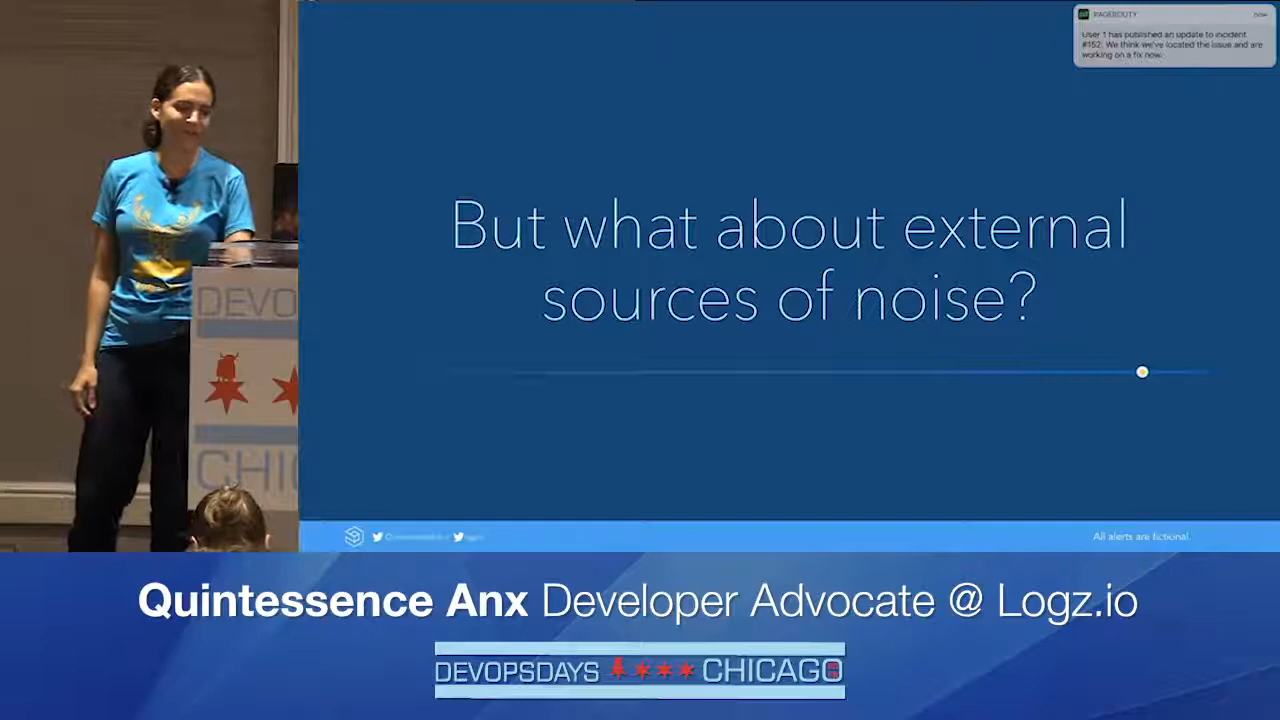 PAGERDUTY now
User 1 has published an update to incident
#152. We think we've located the issue and are
working on a fix now.
But what about external
sources of noise?
All alerts are fictional.
DEVO
CHI
Quintessence Anx Developer Advocate @ Logz.io
DEVOPSDAYS CHICAGO